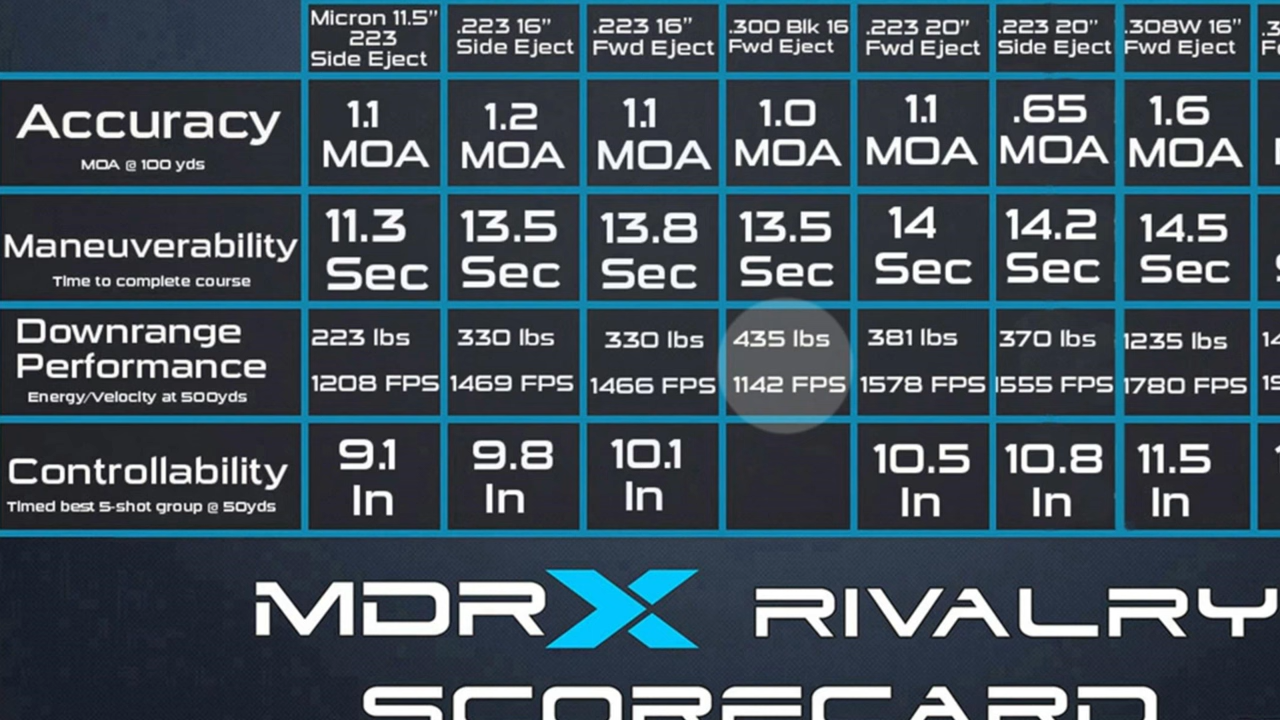 Micron 11.5" 223 Side Eject
.223 16" Side Eject
.223 16" Fwd Eject
.300 Blk 16 Fwd Eject
.223 20" Fwd Eject
.223 20" Side Eject
.308W 16" Fwd Eject
Accuracy
MOA @ 100 yds
1.1 MOA
1.2 MOA
1.1 MOA
1.0 MOA
1.1 MOA
.65 MOA
1.6 MOA
Maneuverability
Time to complete course
11.3 Sec
13.5 Sec
13.8 Sec
13.5 Sec
14 Sec
14.2 Sec
14.5 Sec
Downrange Performance
Energy/Velocity at 500yds
223 lbs 1208 FPS
330 lbs 1469 FPS
330 lbs 1466 FPS
435 lbs 1142 FPS
381 lbs 1578 FPS
370 lbs 1555 FPS
1235 lbs 1780 FPS
Controllability
Timed best 5-shot group @ 50yds
9.1 In
9.8 In
10.1 In
10.5 In
10.8 In
11.5 In
MDRX RIVALRY
SCORECARD